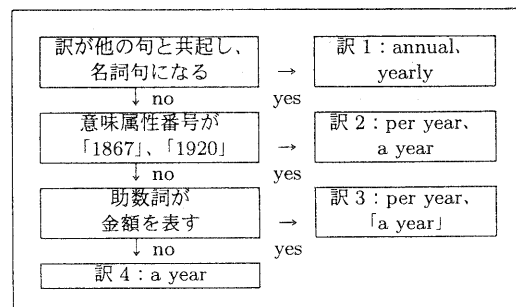 訳が他の句と共起し、
名詞句になる
→
訳 1 : annual、
yearly
↓ no
yes
意味属性番号が
「1867」、「1920」
→
訳 2 : per year、
a year
↓ no
yes
助数詞が
金額を表す
→
訳 3 : per year、
「a year」
↓ no
yes
訳 4 : a year